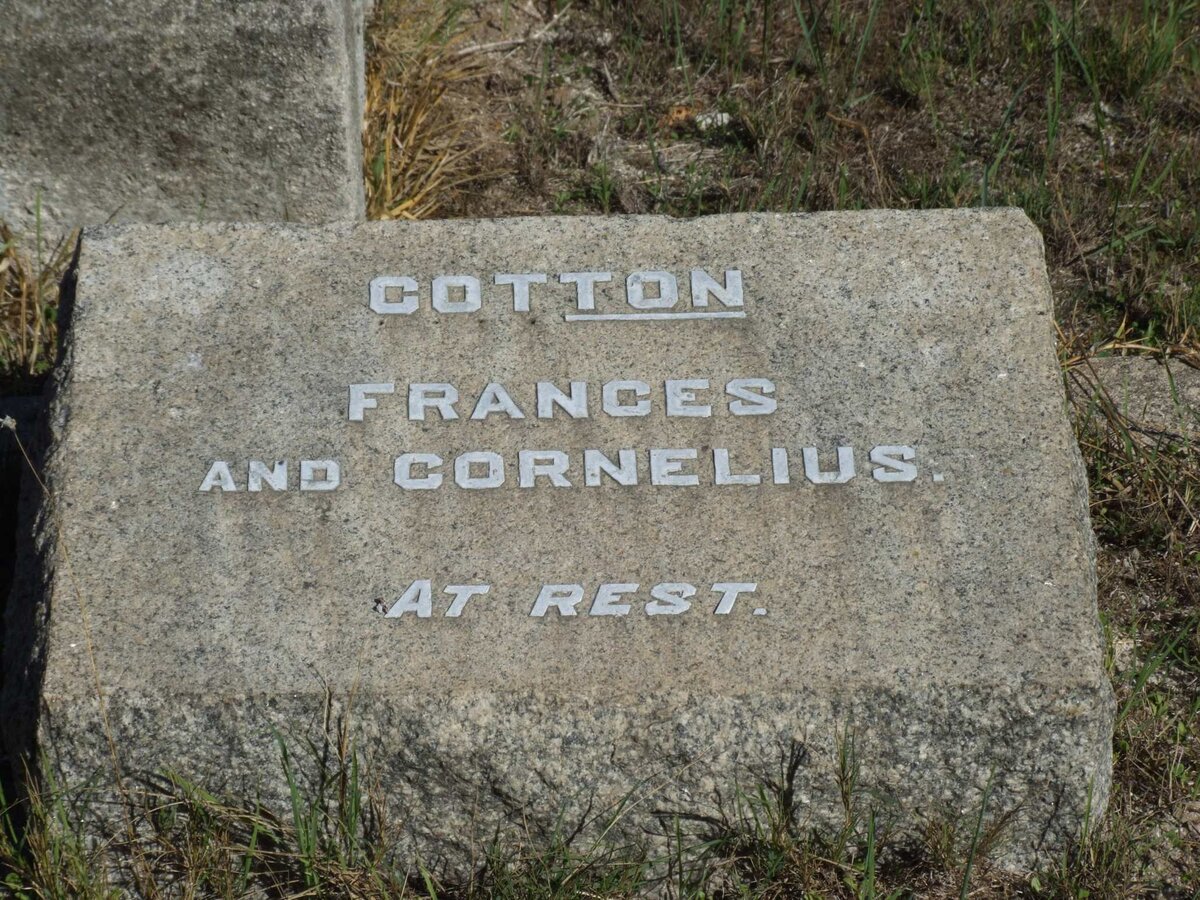 COTTON
FRANCES
AND CORNELIUS.
AT REST.